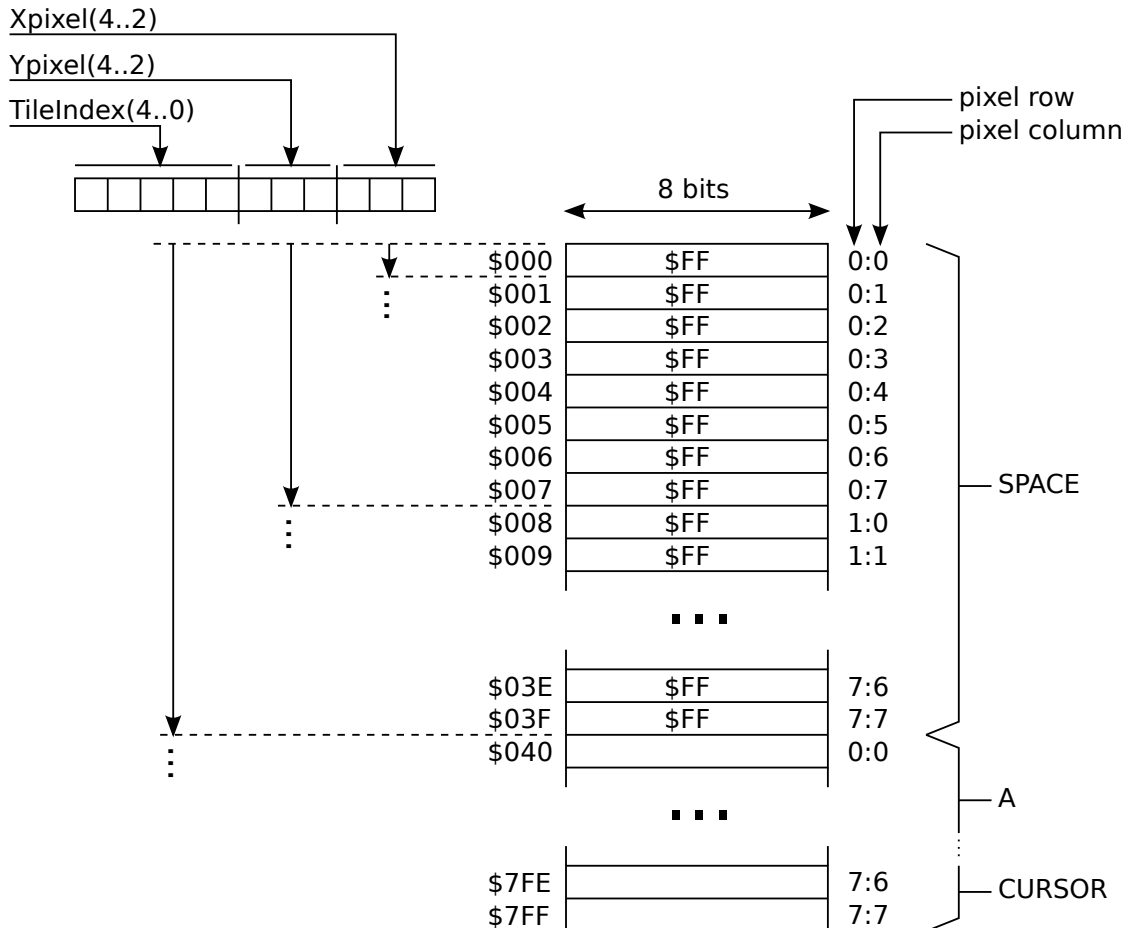 Xpixel(4..2)
Ypixel(4..2)
TileIndex(4..0)
pixel row
pixel column
8 bits
$000 $FF 0:0
$001 $FF 0:1
$002 $FF 0:2
$003 $FF 0:3
$004 $FF 0:4
$005 $FF 0:5
$006 $FF 0:6
$007 $FF 0:7
SPACE
$008 $FF 1:0
$009 $FF 1:1
$03E $FF 7:6
$03F $FF 7:7
$040 0:0
A
$7FE 7:6
CURSOR
$7FF 7:7